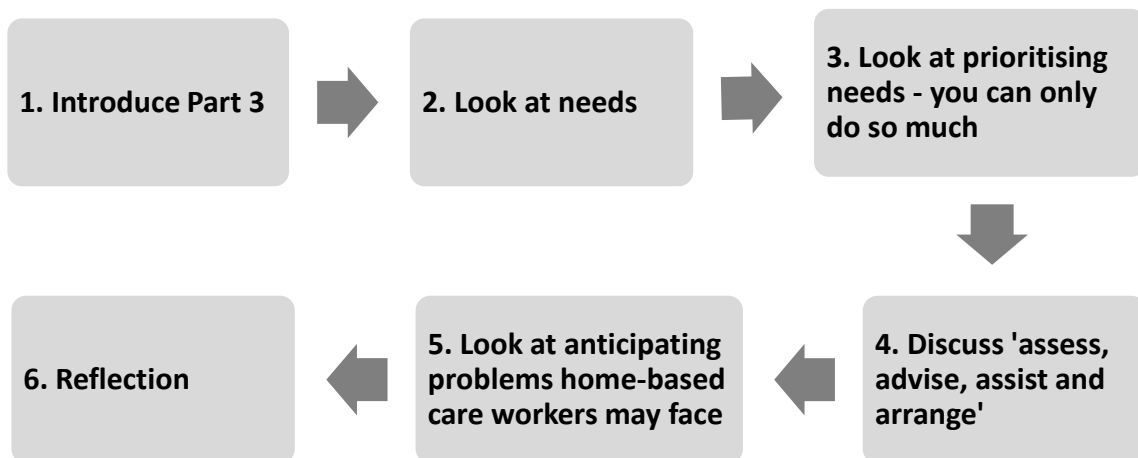 1. Introduce Part 3
2. Look at needs
3. Look at prioritising
needs - you can only
do so much
4. Discuss 'assess,
advise, assist and
arrange'
5. Look at anticipating
problems home-based
care workers may face
6. Reflection